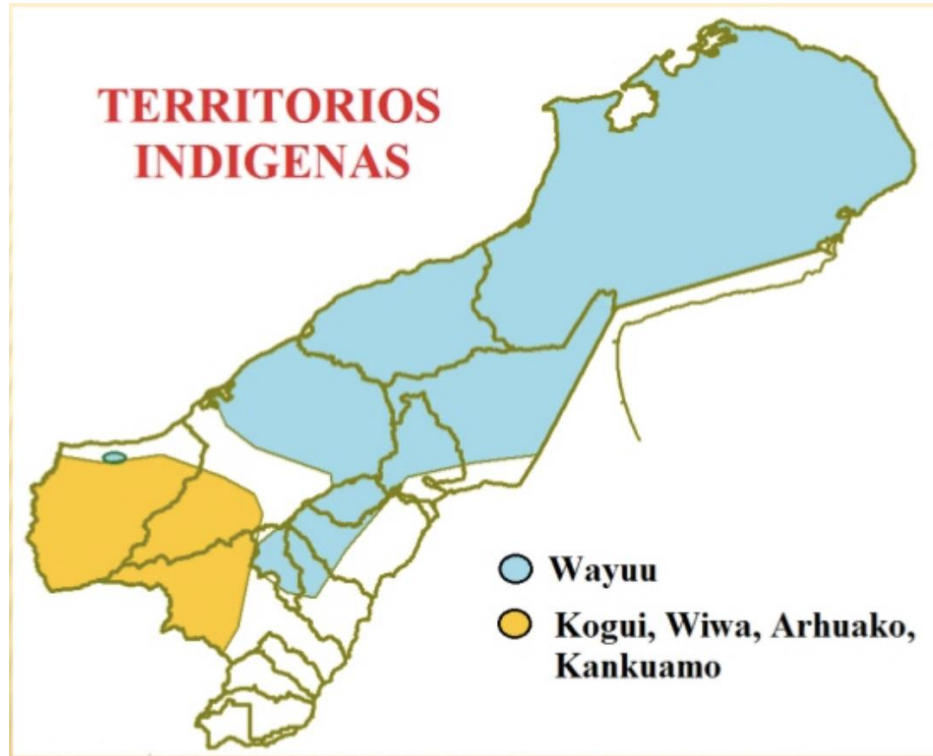 TERRITORIOS
INDIGENAS
Wayuu
Kogui, Wiwa, Arhuako,
Kankuamo